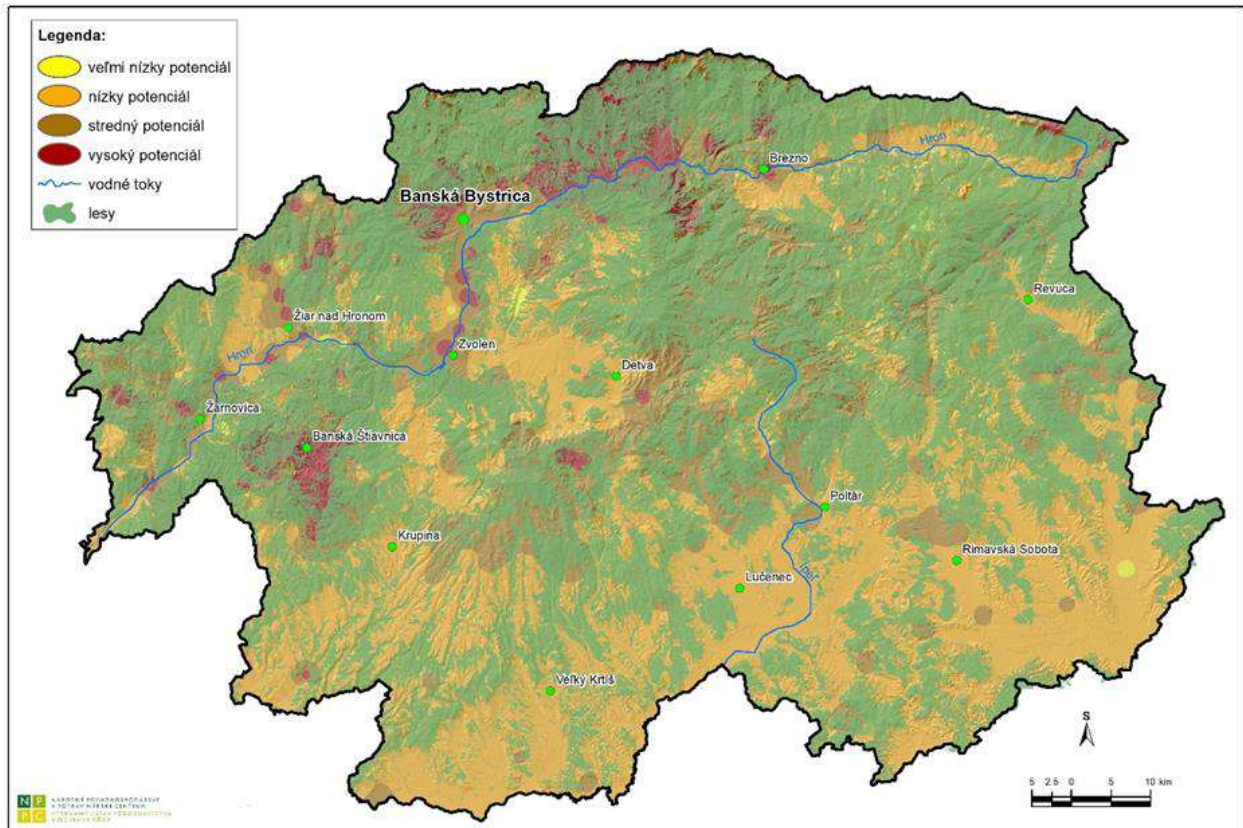 Legenda:
veľmi nízky potenciál
nízky potenciál
stredný potenciál
vysoký potenciál
vodné toky
lesy
Hron
Brezno
Banská Bystrica
Revúca
Žiar nad Hronom
Zvolen
Hron
Detva
Žarnovica
Banská Štiavnica
Poltár
Krupina
Rimavská Sobota
Ipeľ
Lučenec
Veľký Krtíš
S
5 2.5 0 5 10 km
N P
P C